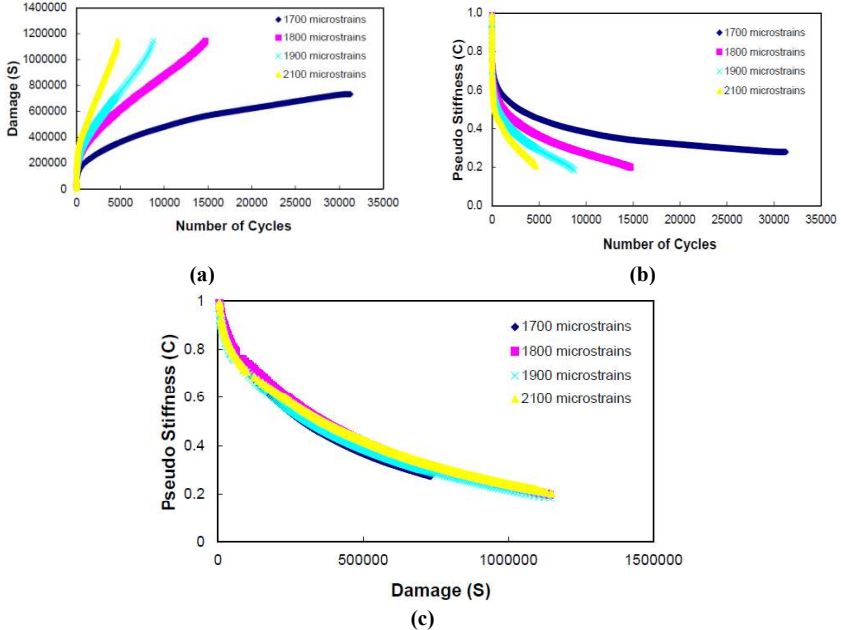 1400000
1200000
1000000
800000
600000
400000
200000
0
Damage (S)
1700 microstrains
1800 microstrains
1900 microstrains
2100 microstrains
0 5000 10000 15000 20000 25000 30000 35000
Number of Cycles
(a)
1.0
0.8
0.6
0.4
0.2
0.0
Pseudo Stiffness (C)
1700 microstrains
1800 microstrains
1900 microstrains
2100 microstrains
0 5000 10000 15000 20000 25000 30000 35000
Number of Cycles
(b)
1
0.8
0.6
0.4
0.2
0
Pseudo Stiffness (C)
1700 microstrains
1800 microstrains
1900 microstrains
2100 microstrains
0 500000 1000000 1500000
Damage (S)
(c)